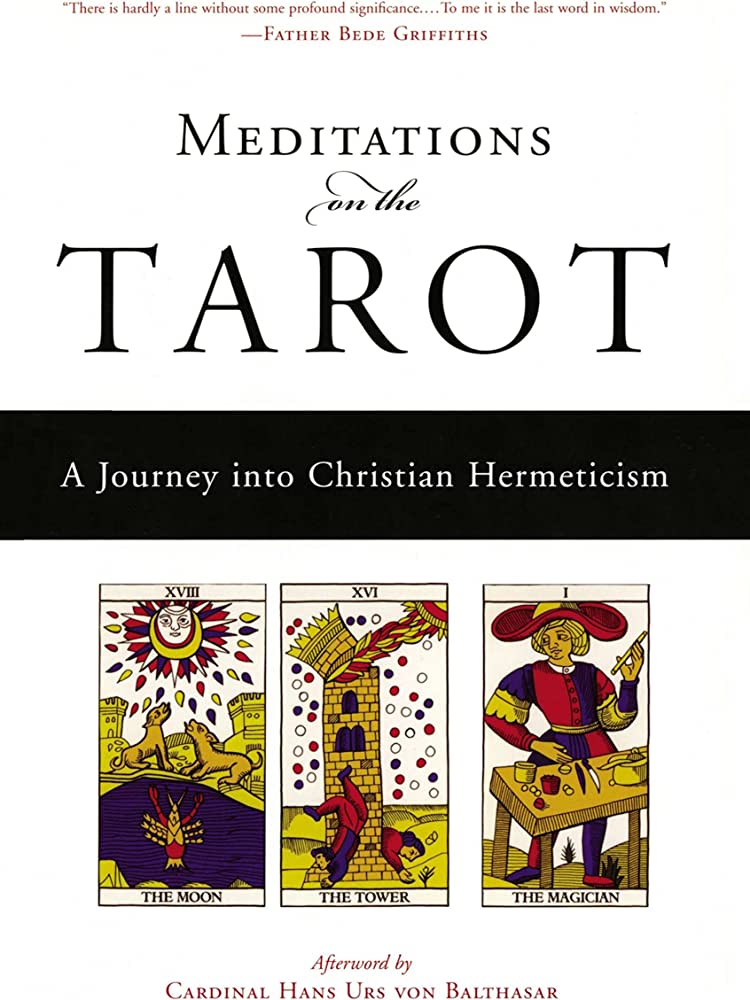 “There is hardly a line without some profound significance.…To me it is the last word in wisdom.”
—Father Bede Griffiths
Meditations
on the
TAROT
A Journey into Christian Hermeticism
XVIII
XVI
I
THE MOON
THE TOWER
THE MAGICIAN
Afterword by
Cardinal Hans Urs von Balthasar